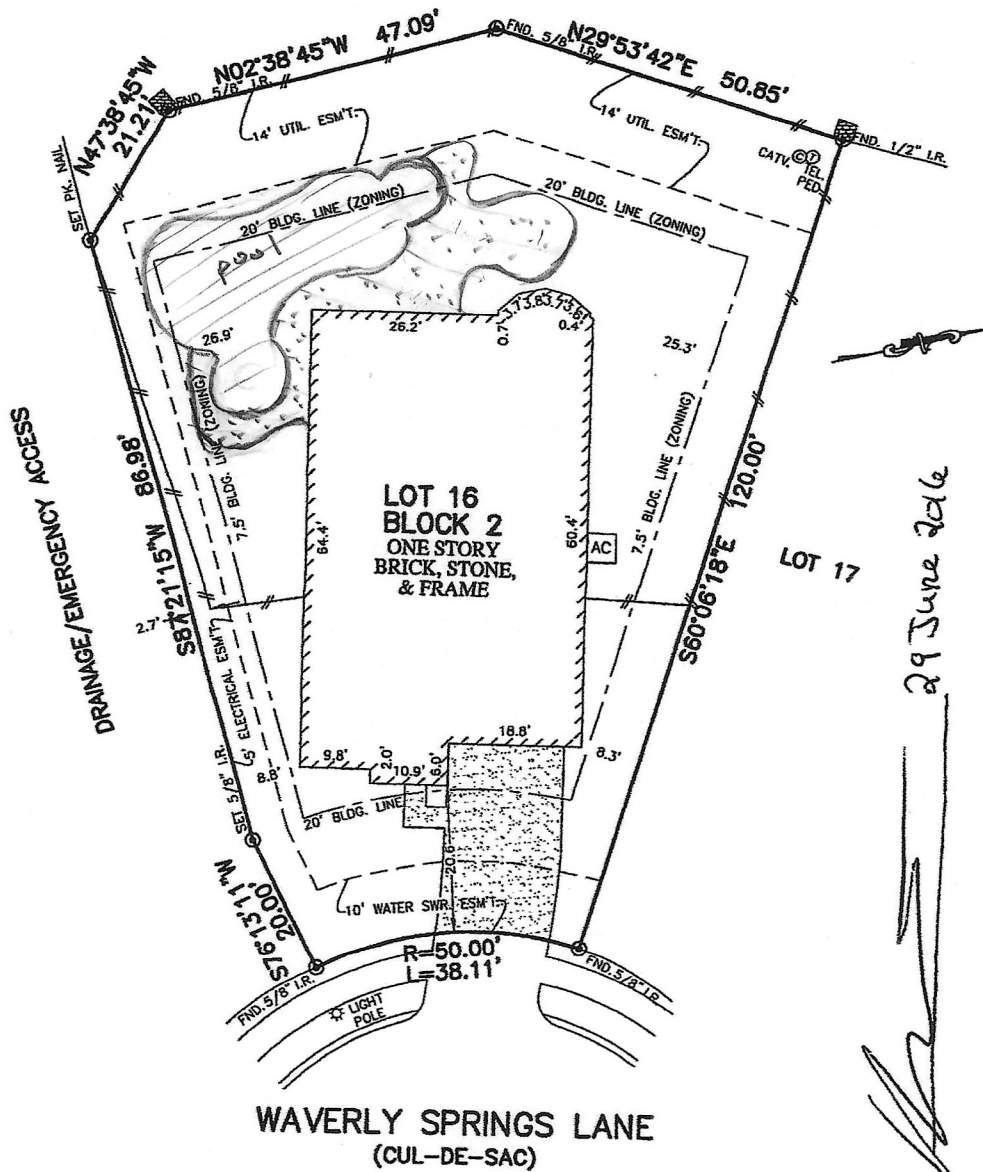 N02°38'45"W 47.09'
FND. 5/8" I.R.
N29°53'42"E 50.85'
N47°38'45"W
21.21'
FND. 5/8" I.R.
14' UTIL. ESM'T.
14' UTIL. ESM'T.
FND. 1/2" I.R.
CATV. C T
TEL.
PED.
SET PK. NAIL
20' BLDG. LINE (ZONING)
20' BLDG. LINE (ZONING)
pool
26.9'
26.2'
0.7'
3.7'
3.8'
3.7'
3.6'
0.4'
25.3'
7.5' BLDG. LINE (ZONING)
7.5' BLDG. LINE (ZONING)
DRAINAGE/EMERGENCY ACCESS
86.98'
S87°21'15"W
64.4'
LOT 16
BLOCK 2
ONE STORY
BRICK, STONE,
& FRAME
60.4'
AC
120.00'
S60°06'18"E
LOT 17
29 June 2016
2.7'
5' ELECTRICAL ESM'T
SET 5/8" I.R.
8.8'
9.8'
2.0'
10.9'
6.0'
18.8'
8.3'
20' BLDG. LINE
20.6'
S76°13'11"W
20.00'
10' WATER SWR. ESM'T.
R=50.00'
L=38.11'
FND. 5/8" I.R.
FND. 5/8" I.R.
LIGHT
POLE
WAVERLY SPRINGS LANE
(CUL-DE-SAC)